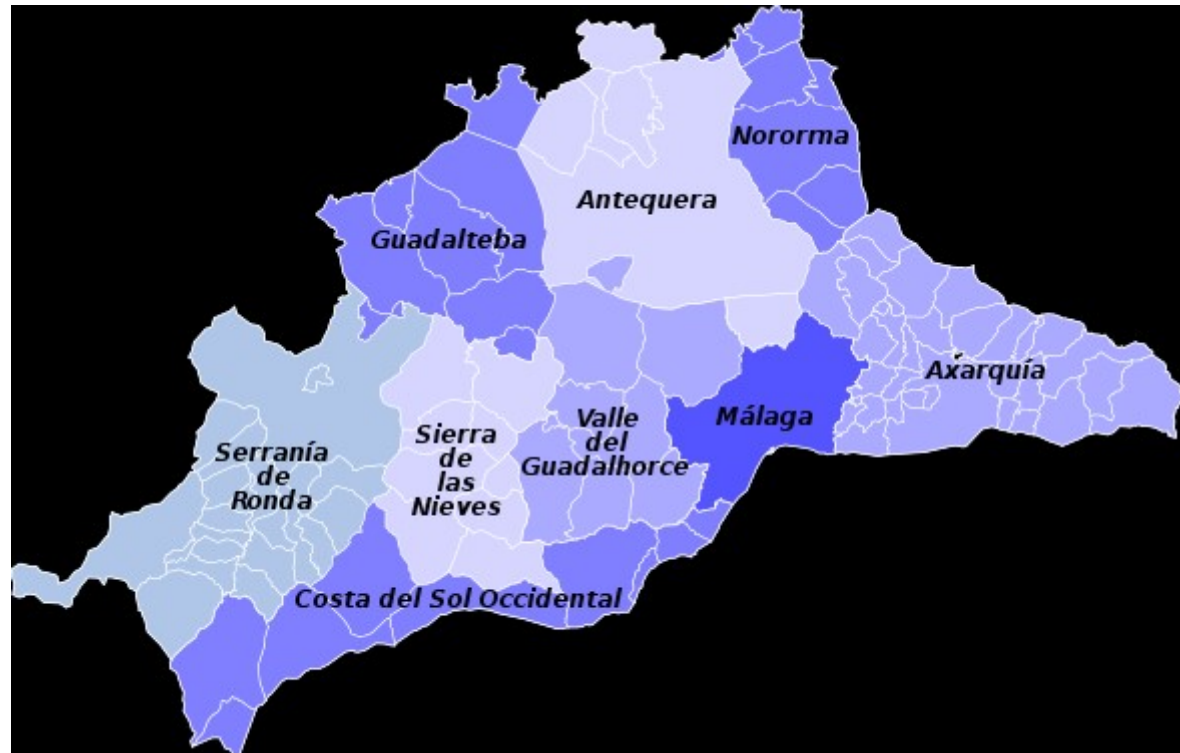 Nororma
Antequera
Guadalteba
Axarquía
Málaga
Valle
del
Guadalhorce
Sierra
de
las
Nieves
Serranía
de
Ronda
Costa del Sol Occidental